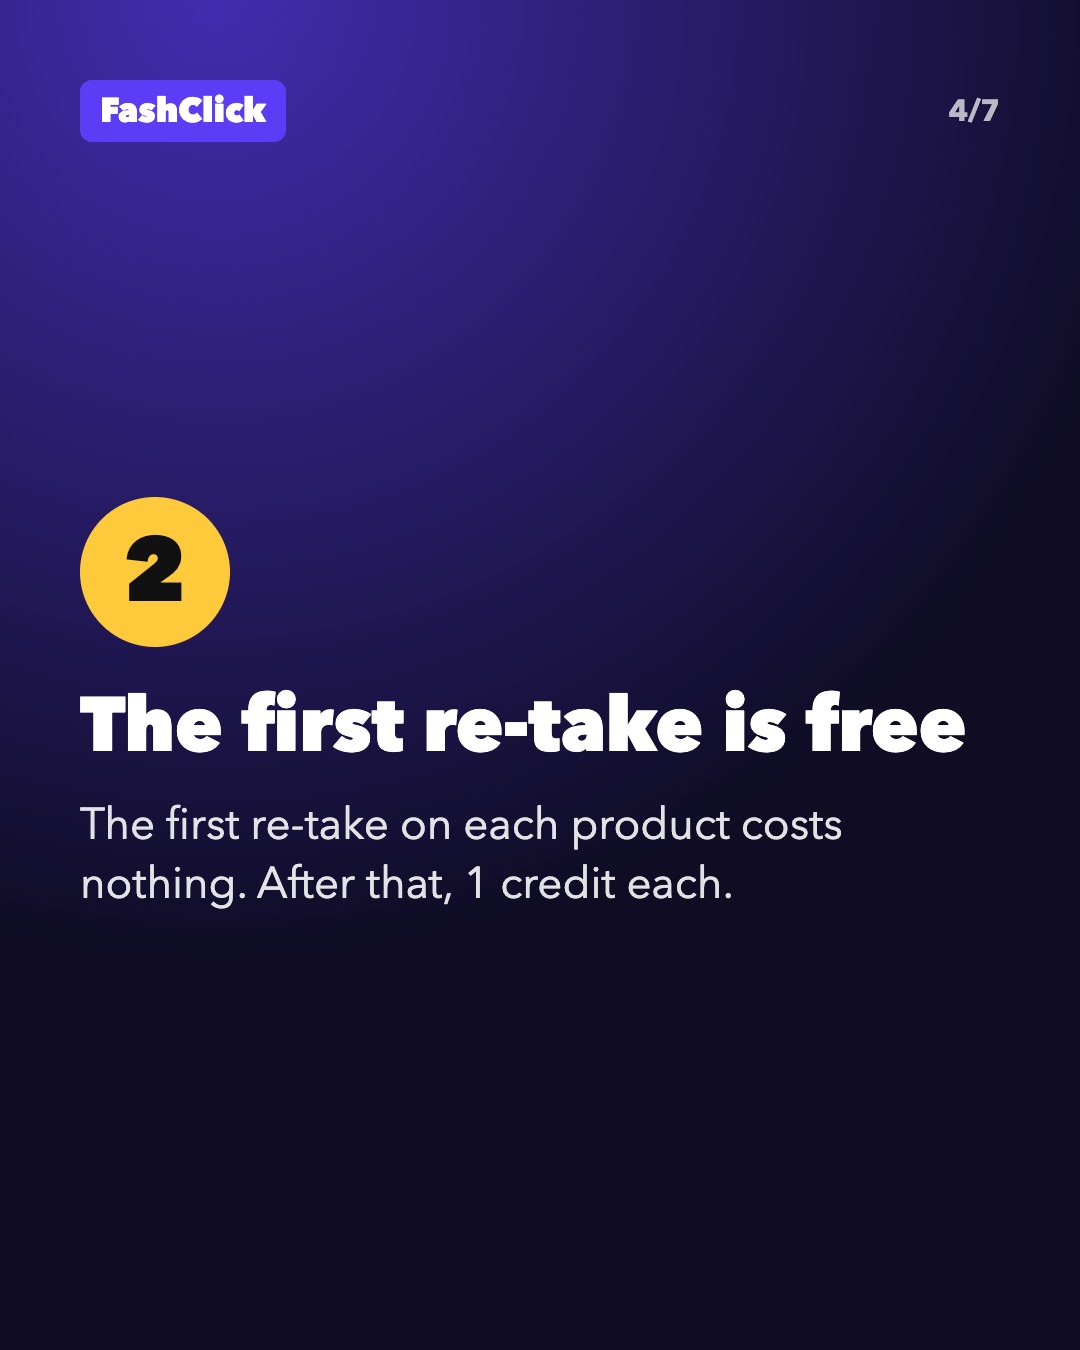 FashClick
4/7
2
The first re-take is free
The first re-take on each product costs
nothing. After that, 1 credit each.